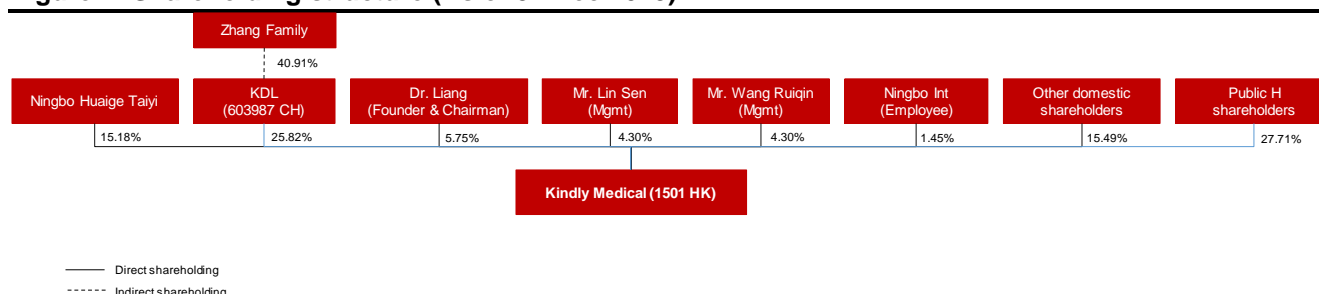 Zhang Family
40.91%
Ningbo Huaige Taiyi
KDL
(603987 CH)
Dr. Liang
(Founder & Chairman)
Mr. Lin Sen
(Mgmt)
Mr. Wang Ruiqin
(Mgmt)
Ningbo Int
(Employee)
Other domestic
shareholders
Public H
shareholders
15.18%
25.82%
5.75%
4.30%
4.30%
1.45%
15.49%
27.71%
Kindly Medical (1501 HK)
Direct shareholding
Indirect shareholding